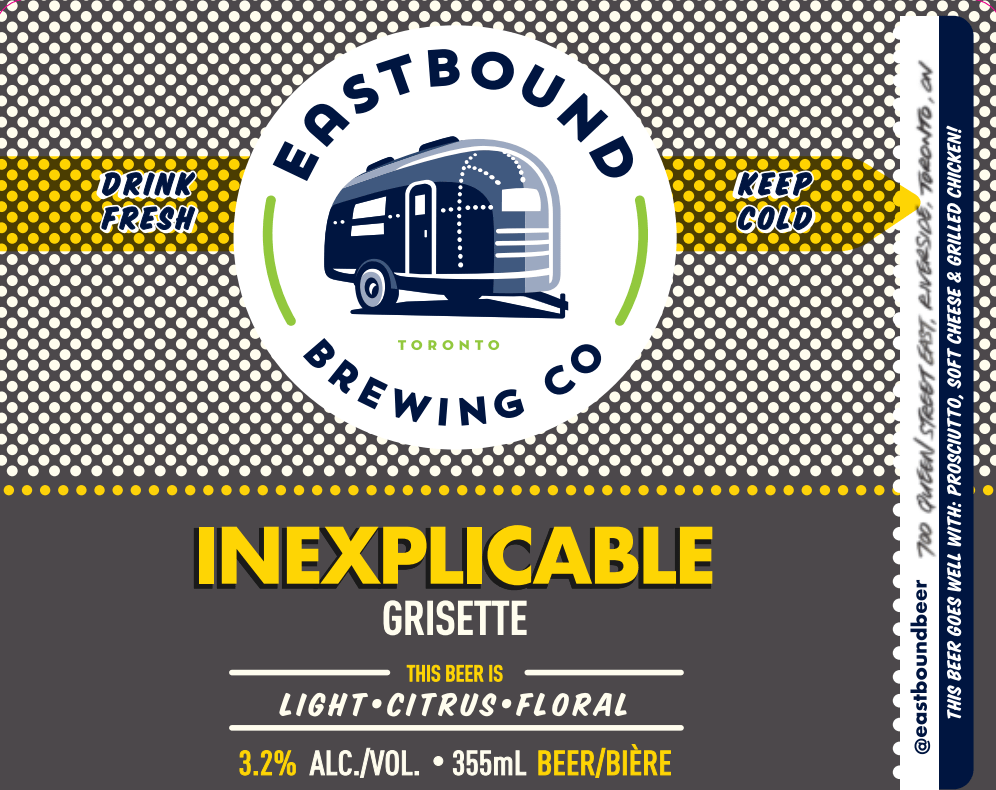 EASTBOUND
DRINK
FRESH
KEEP
COLD
TORONTO
BREWING CO
INEXPLICABLE
GRISETTE
THIS BEER IS
LIGHT•CITRUS•FLORAL
3.2% ALC./VOL. • 355mL BEER/BIÈRE
@eastboundbeer 700 QUEEN STREET EAST, RIVERSIDE, TORONTO, ON
THIS BEER GOES WELL WITH: PROSCIUTTO, SOFT CHEESE & GRILLED CHICKEN!